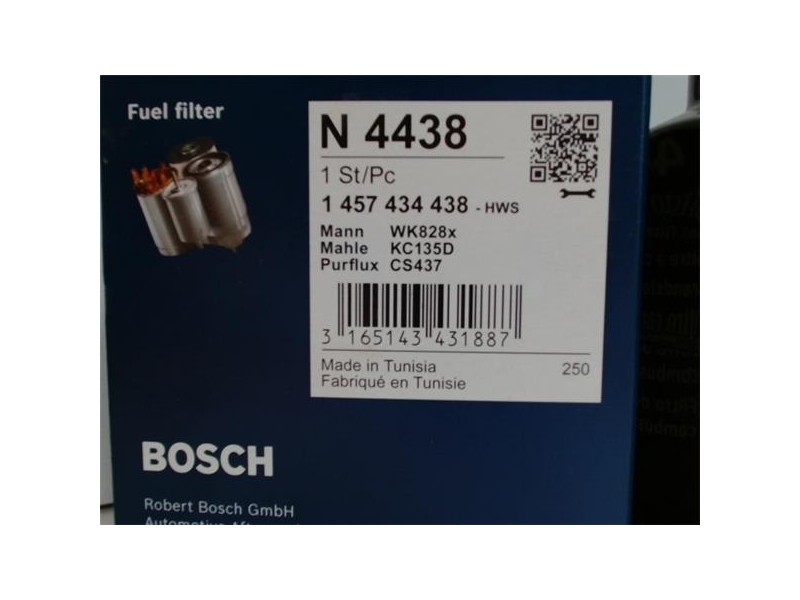 Fuel filter
N 4438
1 St/Pc
1 457 434 438 - HWS
Mann WK828x
Mahle KC135D
Purflux CS437
3 165143 431887
Made in Tunisia 250
Fabriqué en Tunisie
BOSCH
Robert Bosch GmbH
Automotive